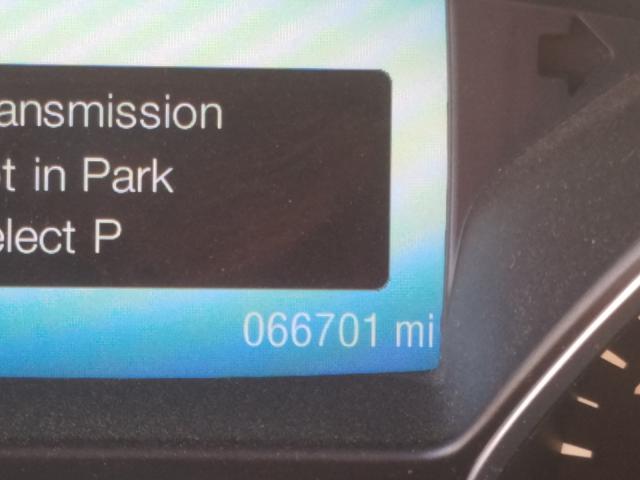 ansmission
t in Park
elect P
066701 mi